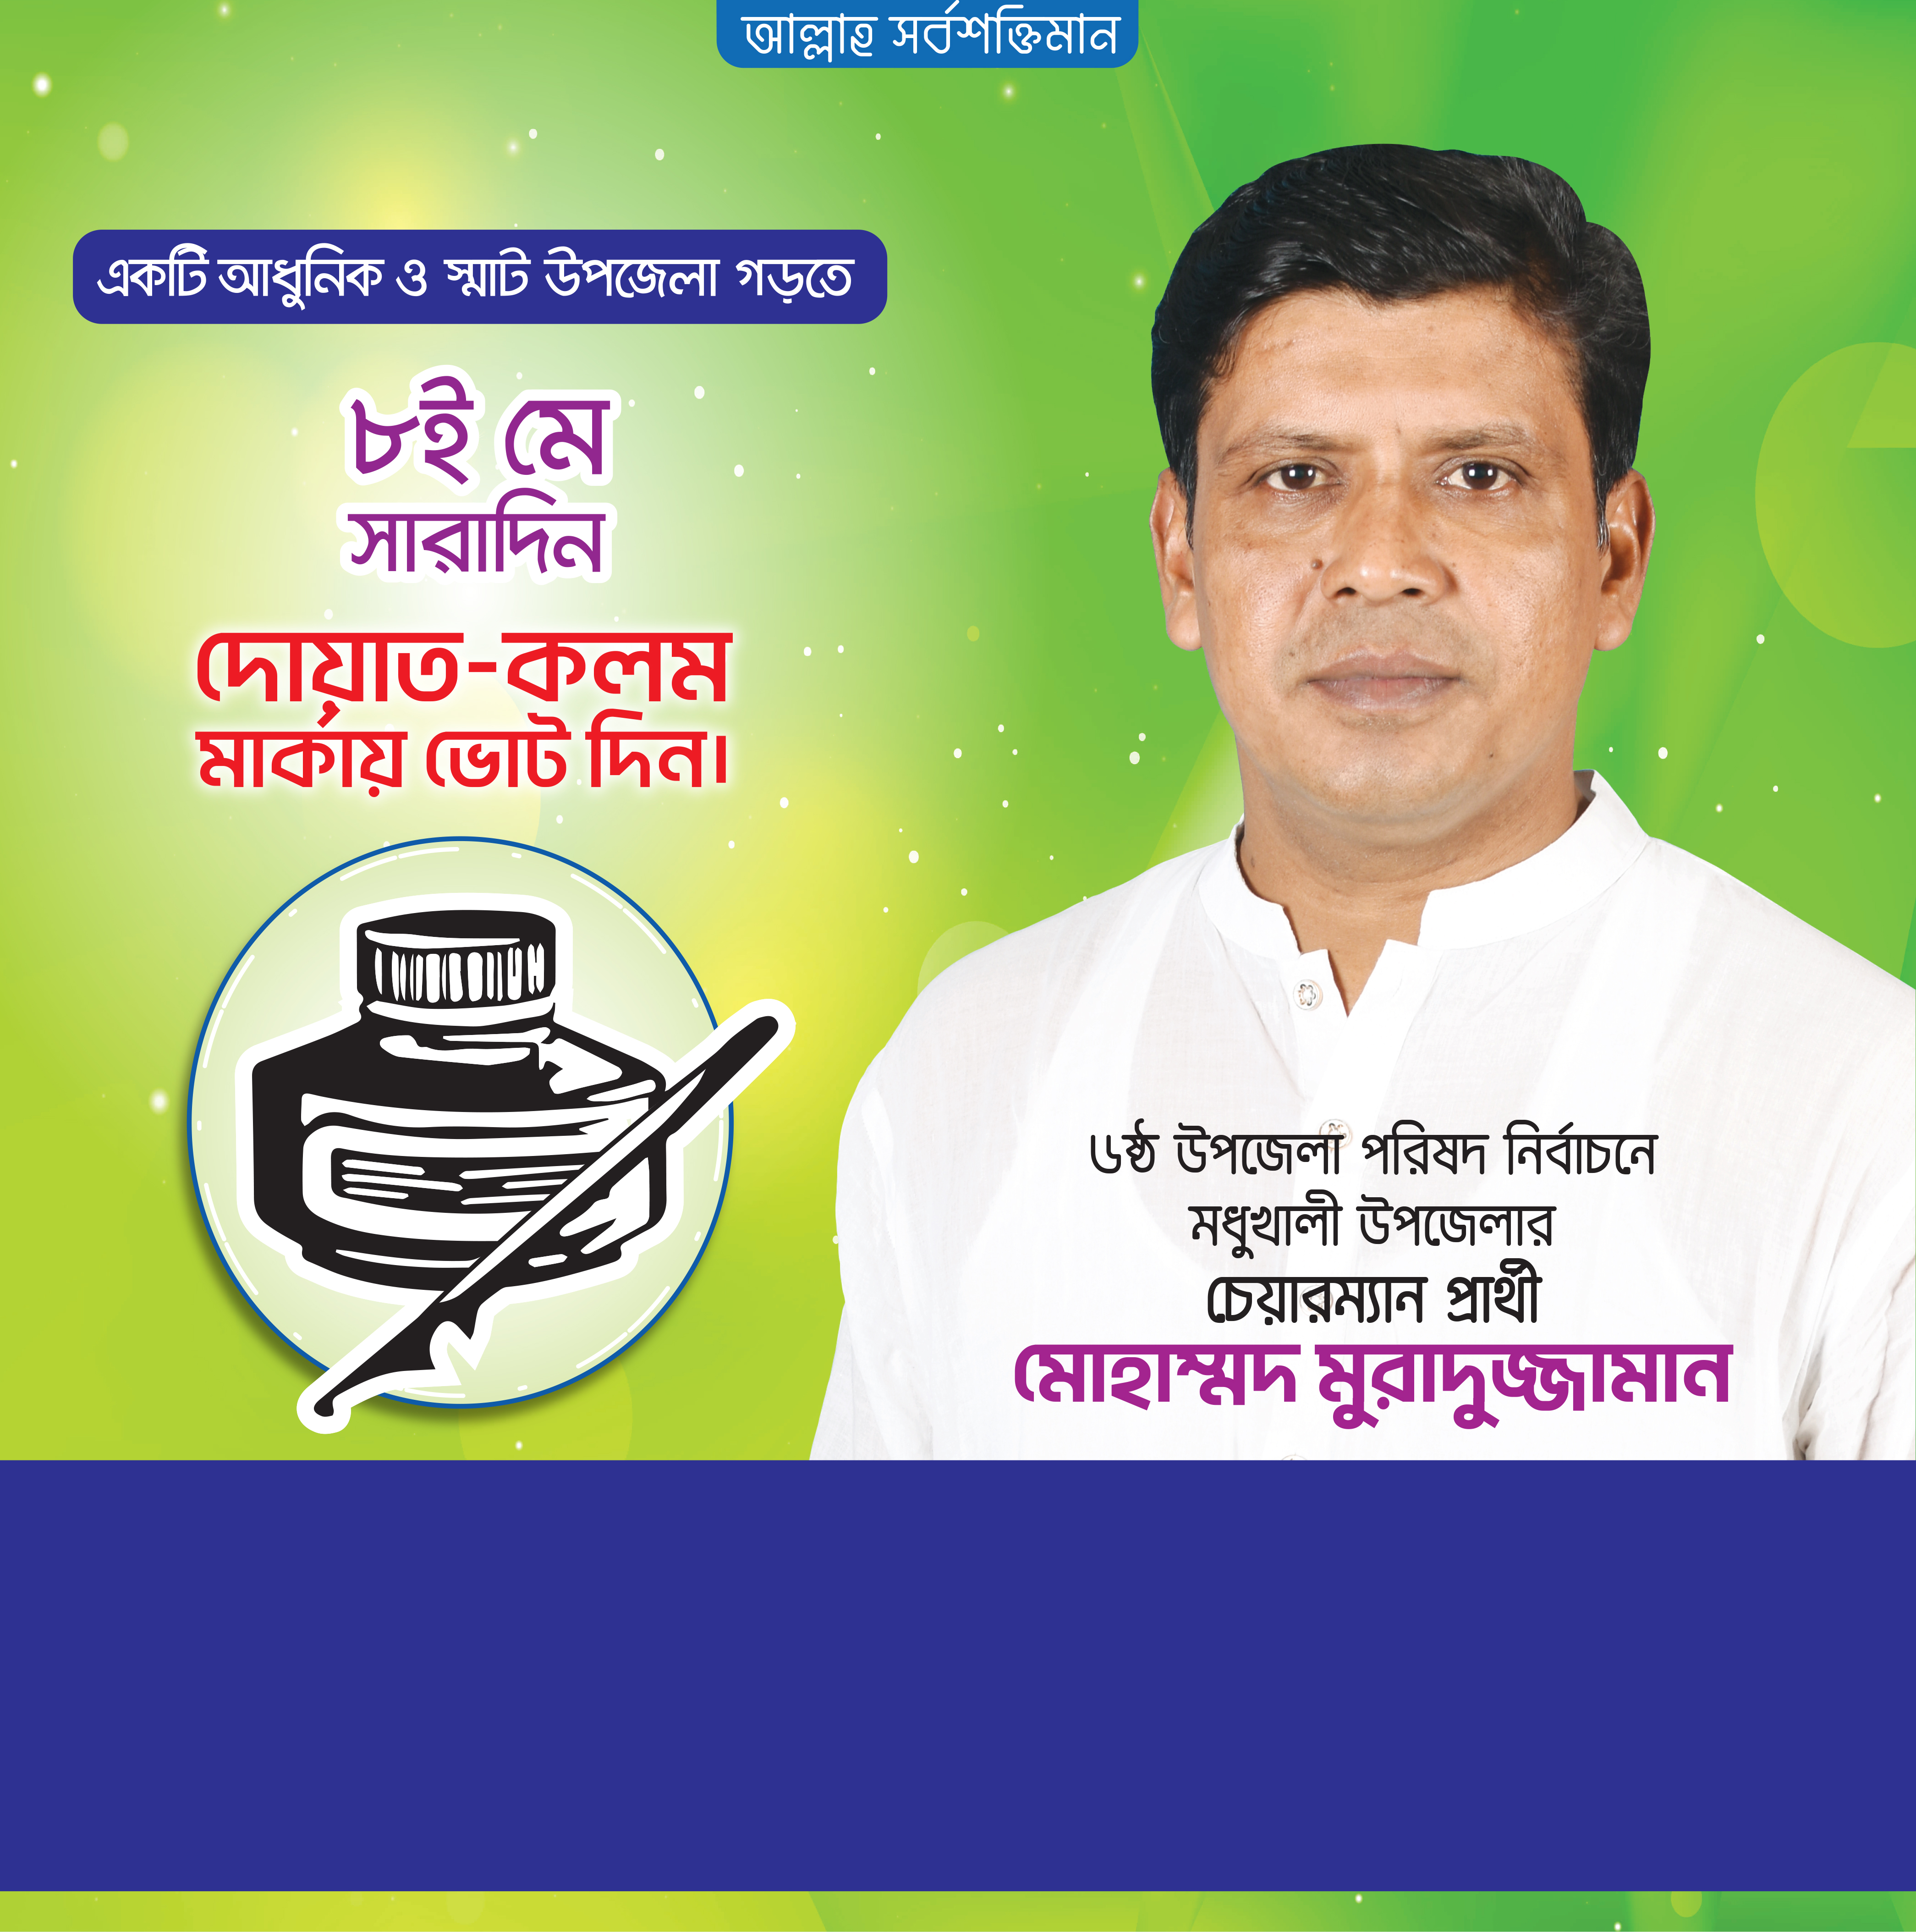 আল্লাহ সর্বশক্তিমান
একটি আধুনিক ও স্মাট উপজেলা গড়তে
৮ই মে
সারাদিন
দোয়াত-কলম
মার্কায় ভোট দিন।
৬ষ্ঠ উপজেলা পরিষদ নির্বাচনে
মধুখালী উপজেলার
চেয়ারম্যান প্রার্থী
মোহাম্মদ মুরাদুজ্জামান